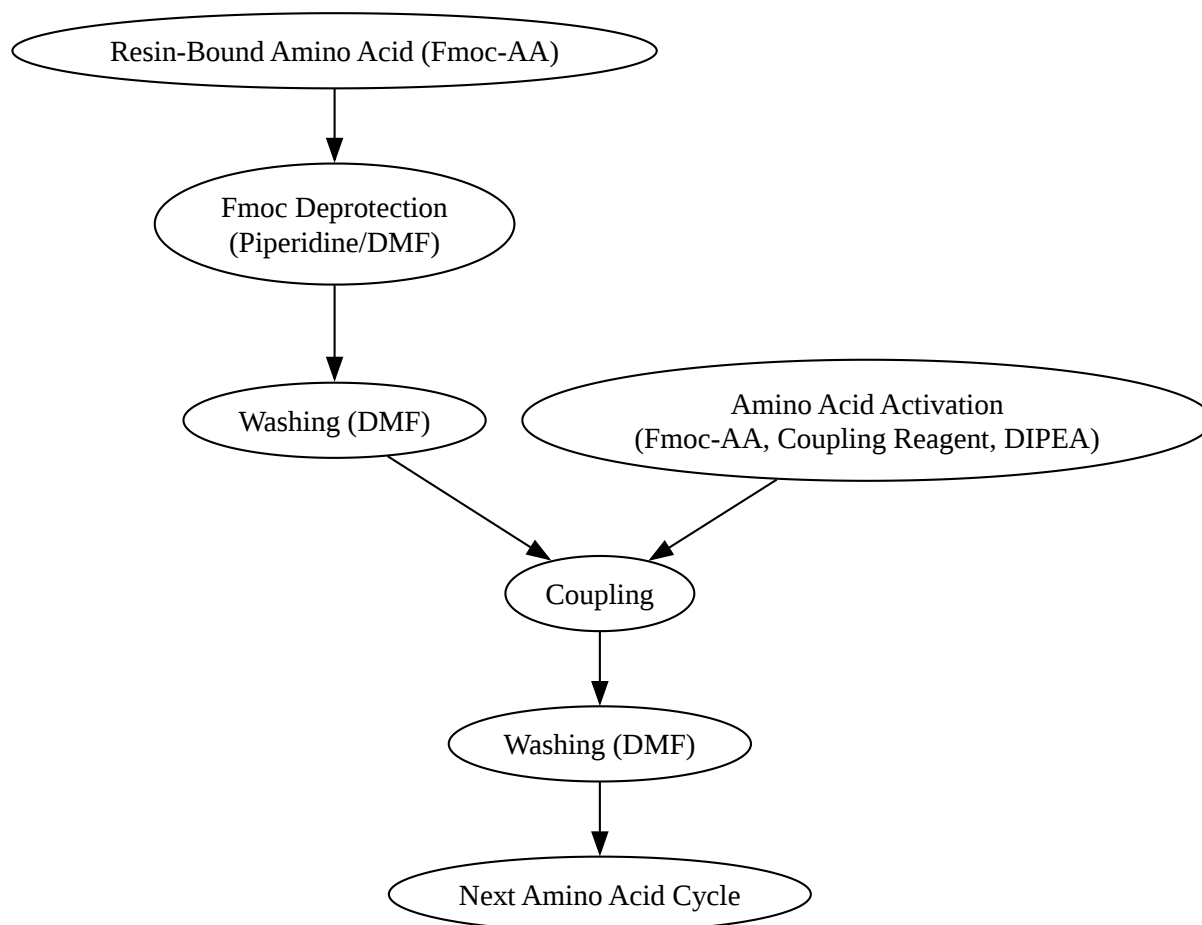 Resin-Bound Amino Acid (Fmoc-AA)
Fmoc Deprotection
(Piperidine/DMF)
Washing (DMF)
Amino Acid Activation
(Fmoc-AA, Coupling Reagent, DIPEA)
Coupling
Washing (DMF)
Next Amino Acid Cycle